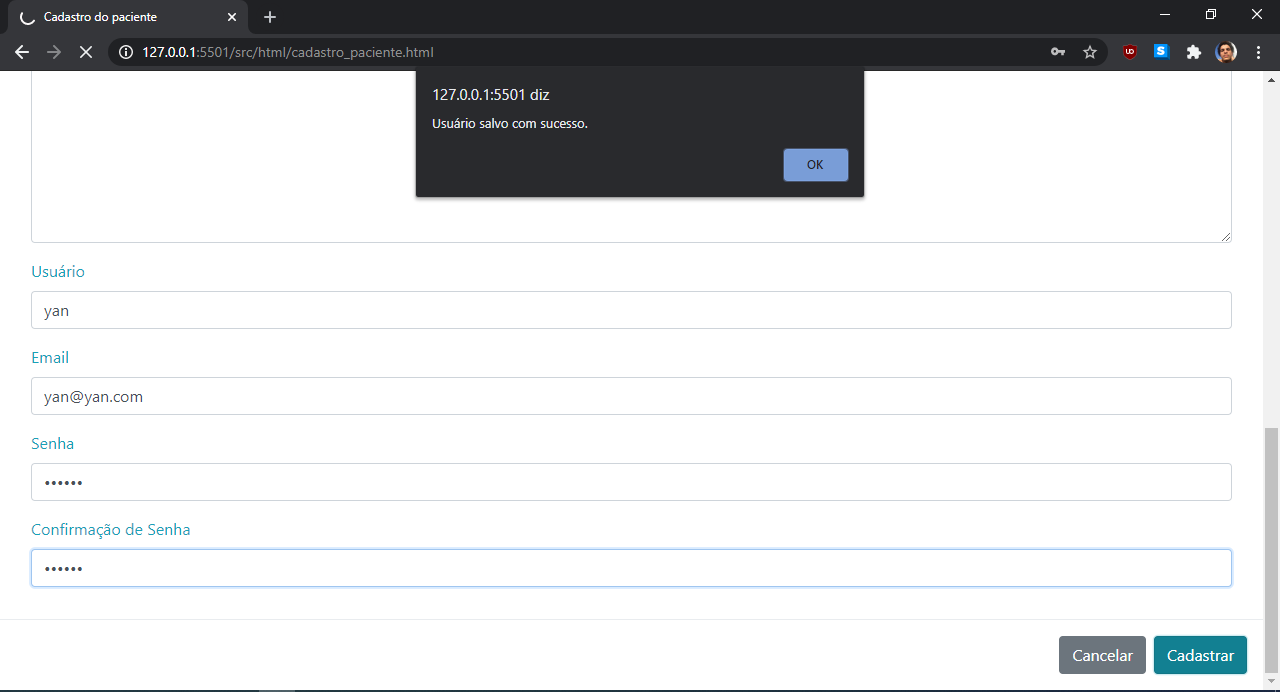 Cadastro do paciente
127.0.0.1:5501/src/html/cadastro_paciente.html
UD
S
127.0.0.1:5501 diz
Usuário salvo com sucesso.
OK
Usuário
yan
Email
yan@yan.com
Senha
••••••
Confirmação de Senha
••••••
Cancelar
Cadastrar